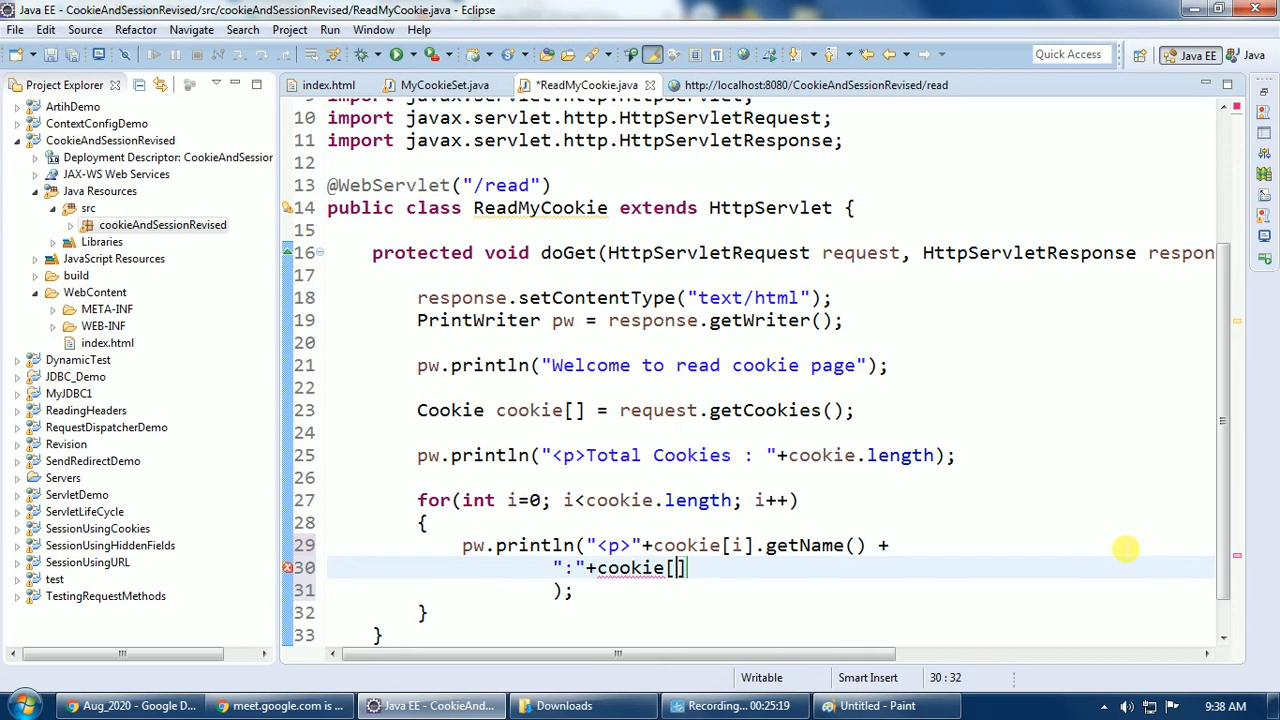 Java EE - CookieAndSessionRevised/src/cookieAndSessionRevised/ReadMyCookie.java - Eclipse
File Edit Source Refactor Navigate Search Project Run Window Help
Quick Access
Java EE
Java
Project Explorer
index.html
MyCookieSet.java
*ReadMyCookie.java
http://localhost:8080/CookieAndSessionRevised/read
ArtihDemo
ContextConfigDemo
CookieAndSessionRevised
Deployment Descriptor: CookieAndSession
JAX-WS Web Services
Java Resources
src
cookieAndSessionRevised
Libraries
JavaScript Resources
build
WebContent
META-INF
WEB-INF
index.html
DynamicTest
JDBC_Demo
MyJDBC1
ReadingHeaders
RequestDispatcherDemo
Revision
SendRedirectDemo
Servers
ServletDemo
ServletLifeCycle
SessionUsingCookies
SessionUsingHiddenFields
SessionUsingURL
test
TestingRequestMethods
9 import javax.servlet.http.HttpServlet;
10 import javax.servlet.http.HttpServletRequest;
11 import javax.servlet.http.HttpServletResponse;
12
13 @WebServlet("/read")
14 public class ReadMyCookie extends HttpServlet {
15
16 protected void doGet(HttpServletRequest request, HttpServletResponse respon
17
18 response.setContentType("text/html");
19 PrintWriter pw = response.getWriter();
20
21 pw.println("Welcome to read cookie page");
22
23 Cookie cookie[] = request.getCookies();
24
25 pw.println("<p>Total Cookies : "+cookie.length);
26
27 for(int i=0; i<cookie.length; i++)
28 {
29 pw.println("<p>"+cookie[i].getName() +
30 ":"+cookie[]
31 );
32 }
33 }
Writable
Smart Insert
30 : 32
Aug_2020 - Google D...
meet.google.com is ...
Java EE - CookieAnd...
Downloads
Recording... 00:25:19
Untitled - Paint
9:38 AM